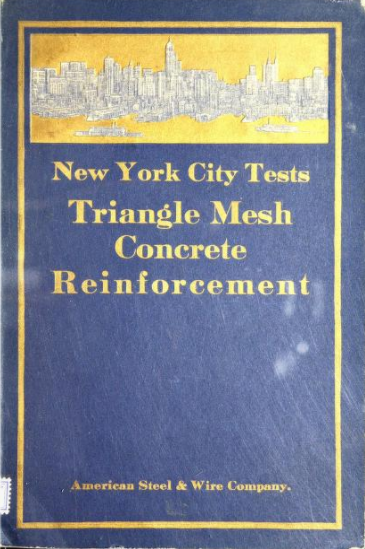 New York City Tests
Triangle Mesh
Concrete
Reinforcement
American Steel & Wire Company.